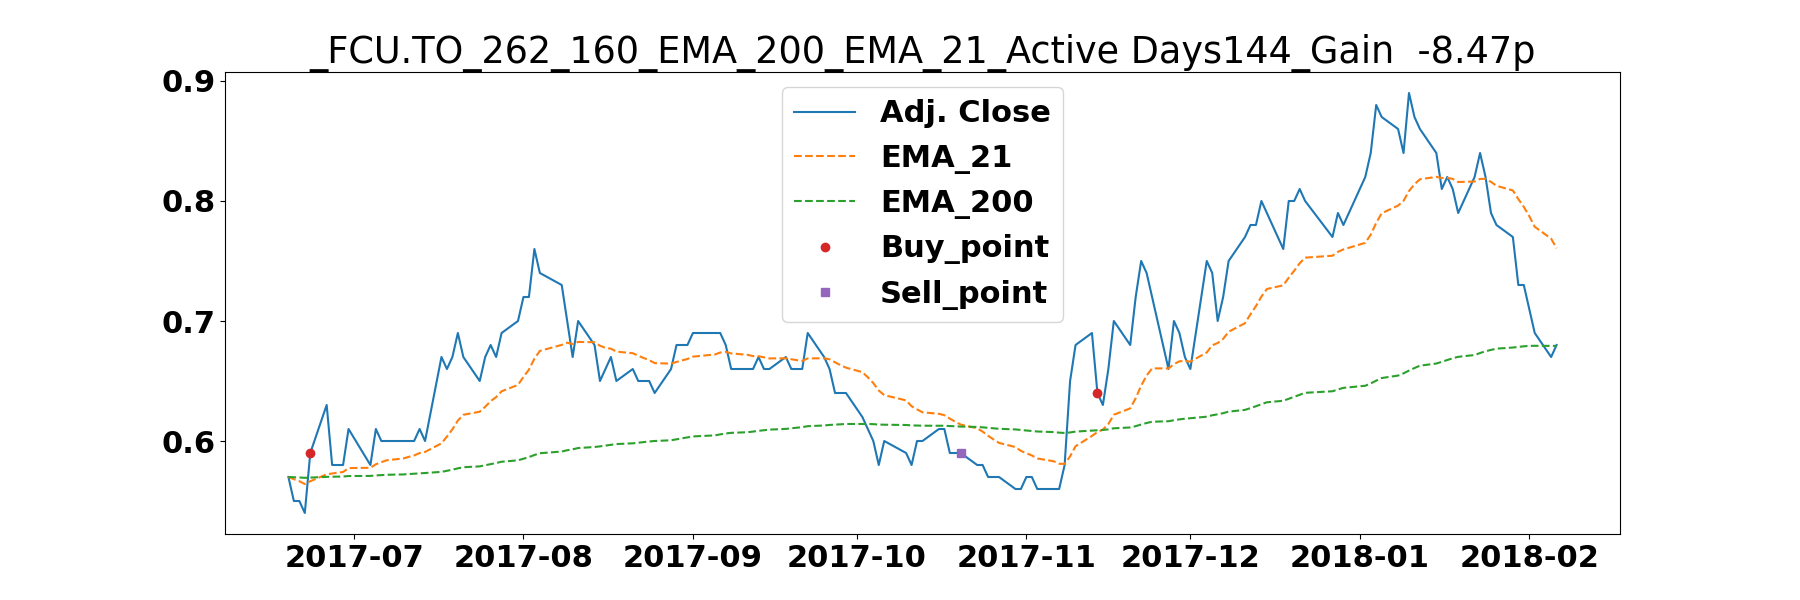 _FCU.TO_262_160_EMA_200_EMA_21_Active Days144_Gain  -8.47p
0.9
0.8
0.7
0.6
Adj. Close
EMA_21
EMA_200
Buy_point
Sell_point
2017-07 2017-08 2017-09 2017-10 2017-11 2017-12 2018-01 2018-02